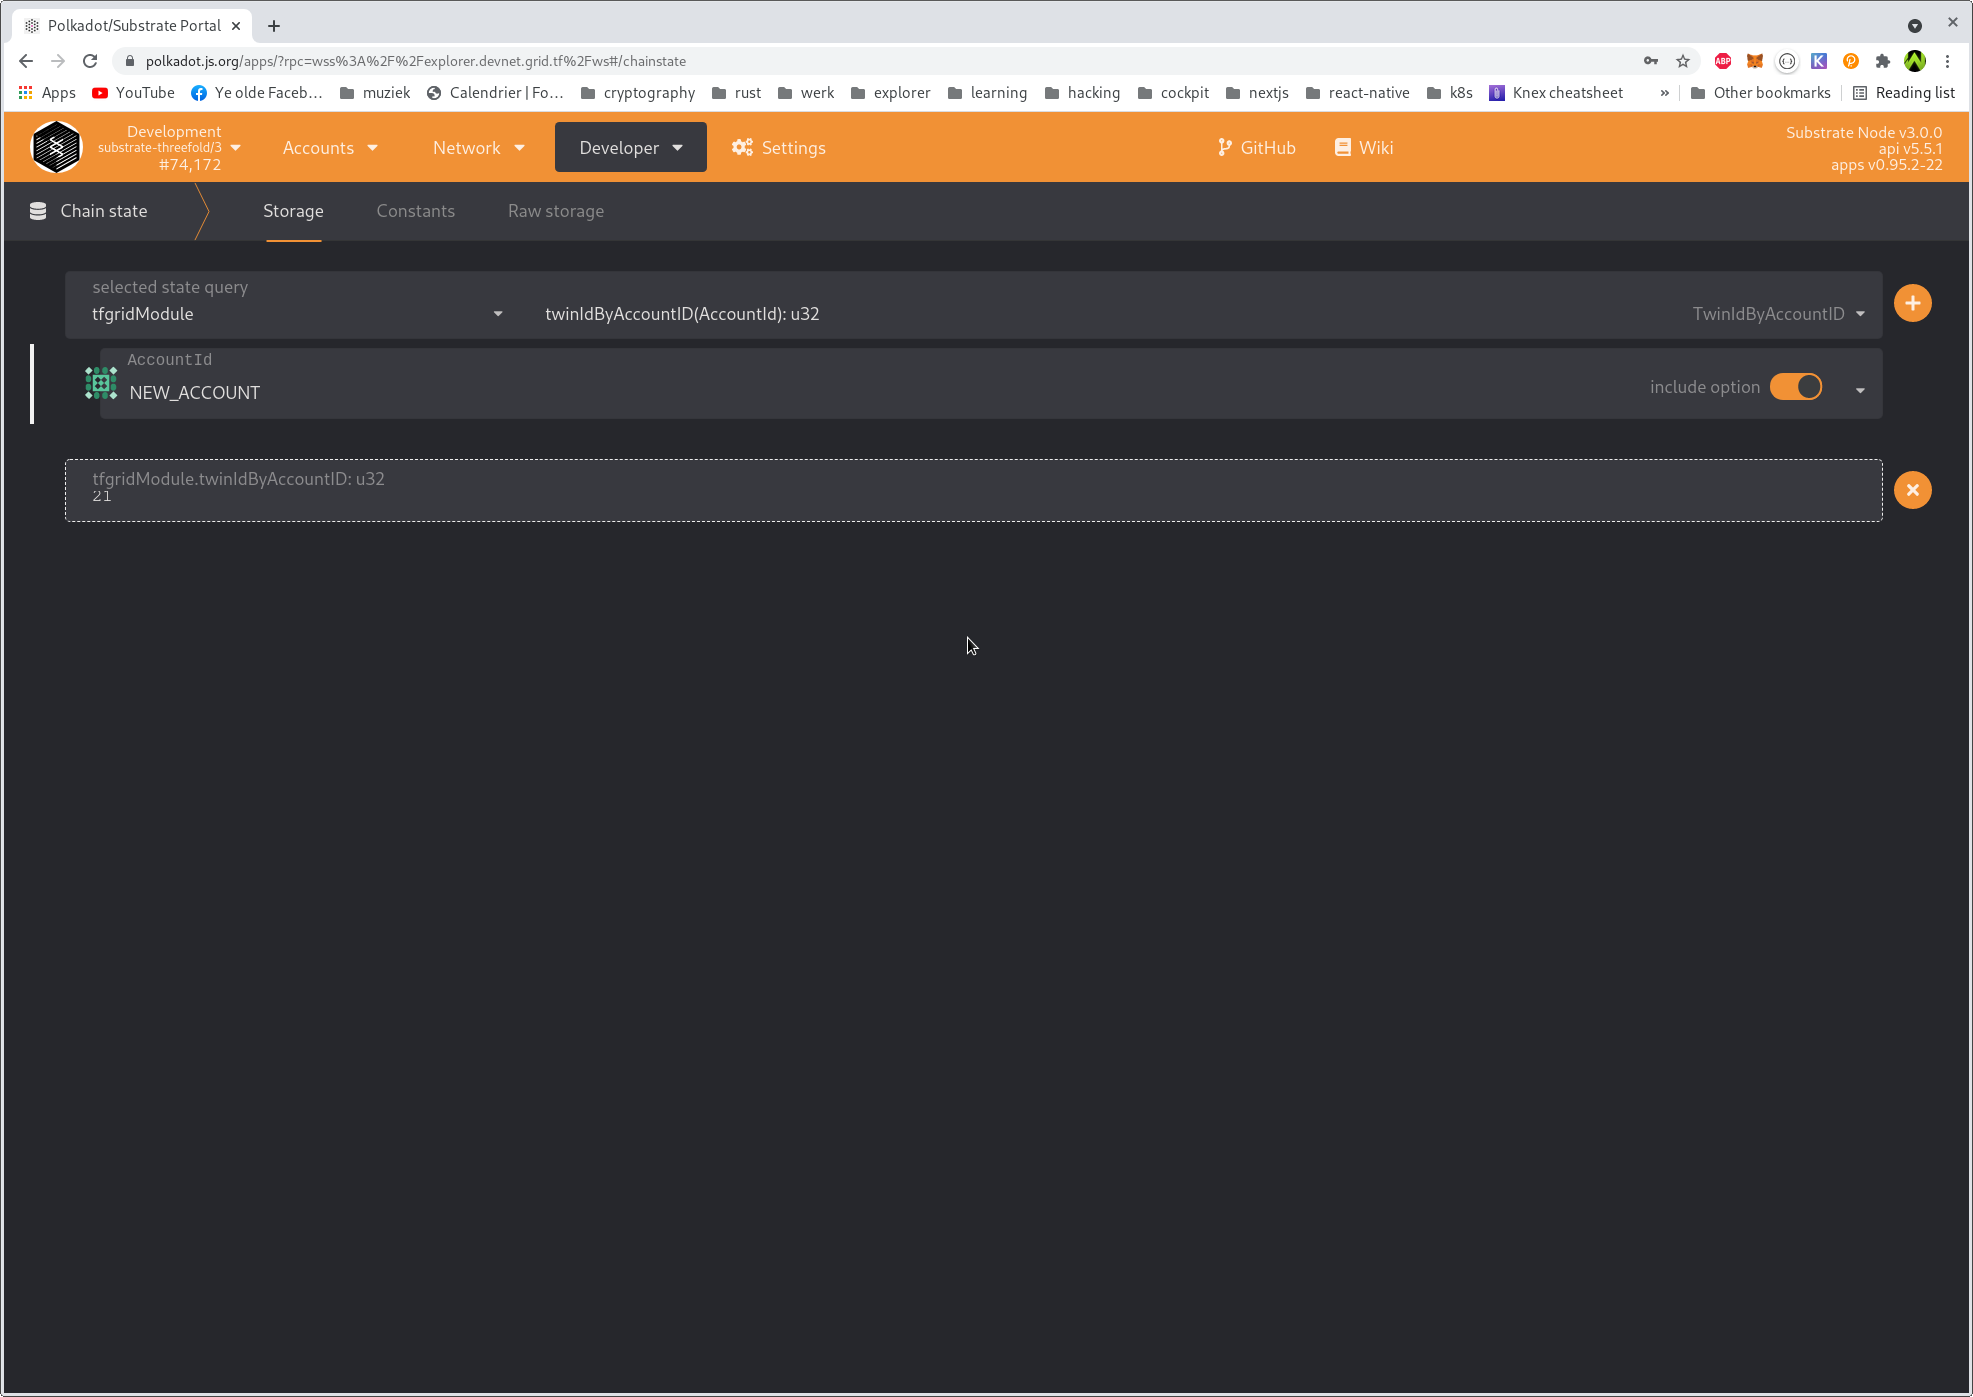 Polkadot/Substrate Portal
polkadot.js.org/apps/?rpc=wss%3A%2F%2Fexplorer.devnet.grid.tf%2Fws#/chainstate
ABP
K
Apps YouTube Ye olde Faceb… muziek Calendrier | Fo… cryptography rust werk explorer learning hacking cockpit nextjs react-native k8s Knex cheatsheet » Other bookmarks Reading list
Development
substrate-threefold/3
#74,172
Accounts Network Developer Settings GitHub Wiki
Substrate Node v3.0.0
api v5.5.1
apps v0.95.2-22
Chain state Storage Constants Raw storage
selected state query
tfgridModule twinIdByAccountID(AccountId): u32 TwinIdByAccountID
AccountId
NEW_ACCOUNT include option
tfgridModule.twinIdByAccountID: u32
21